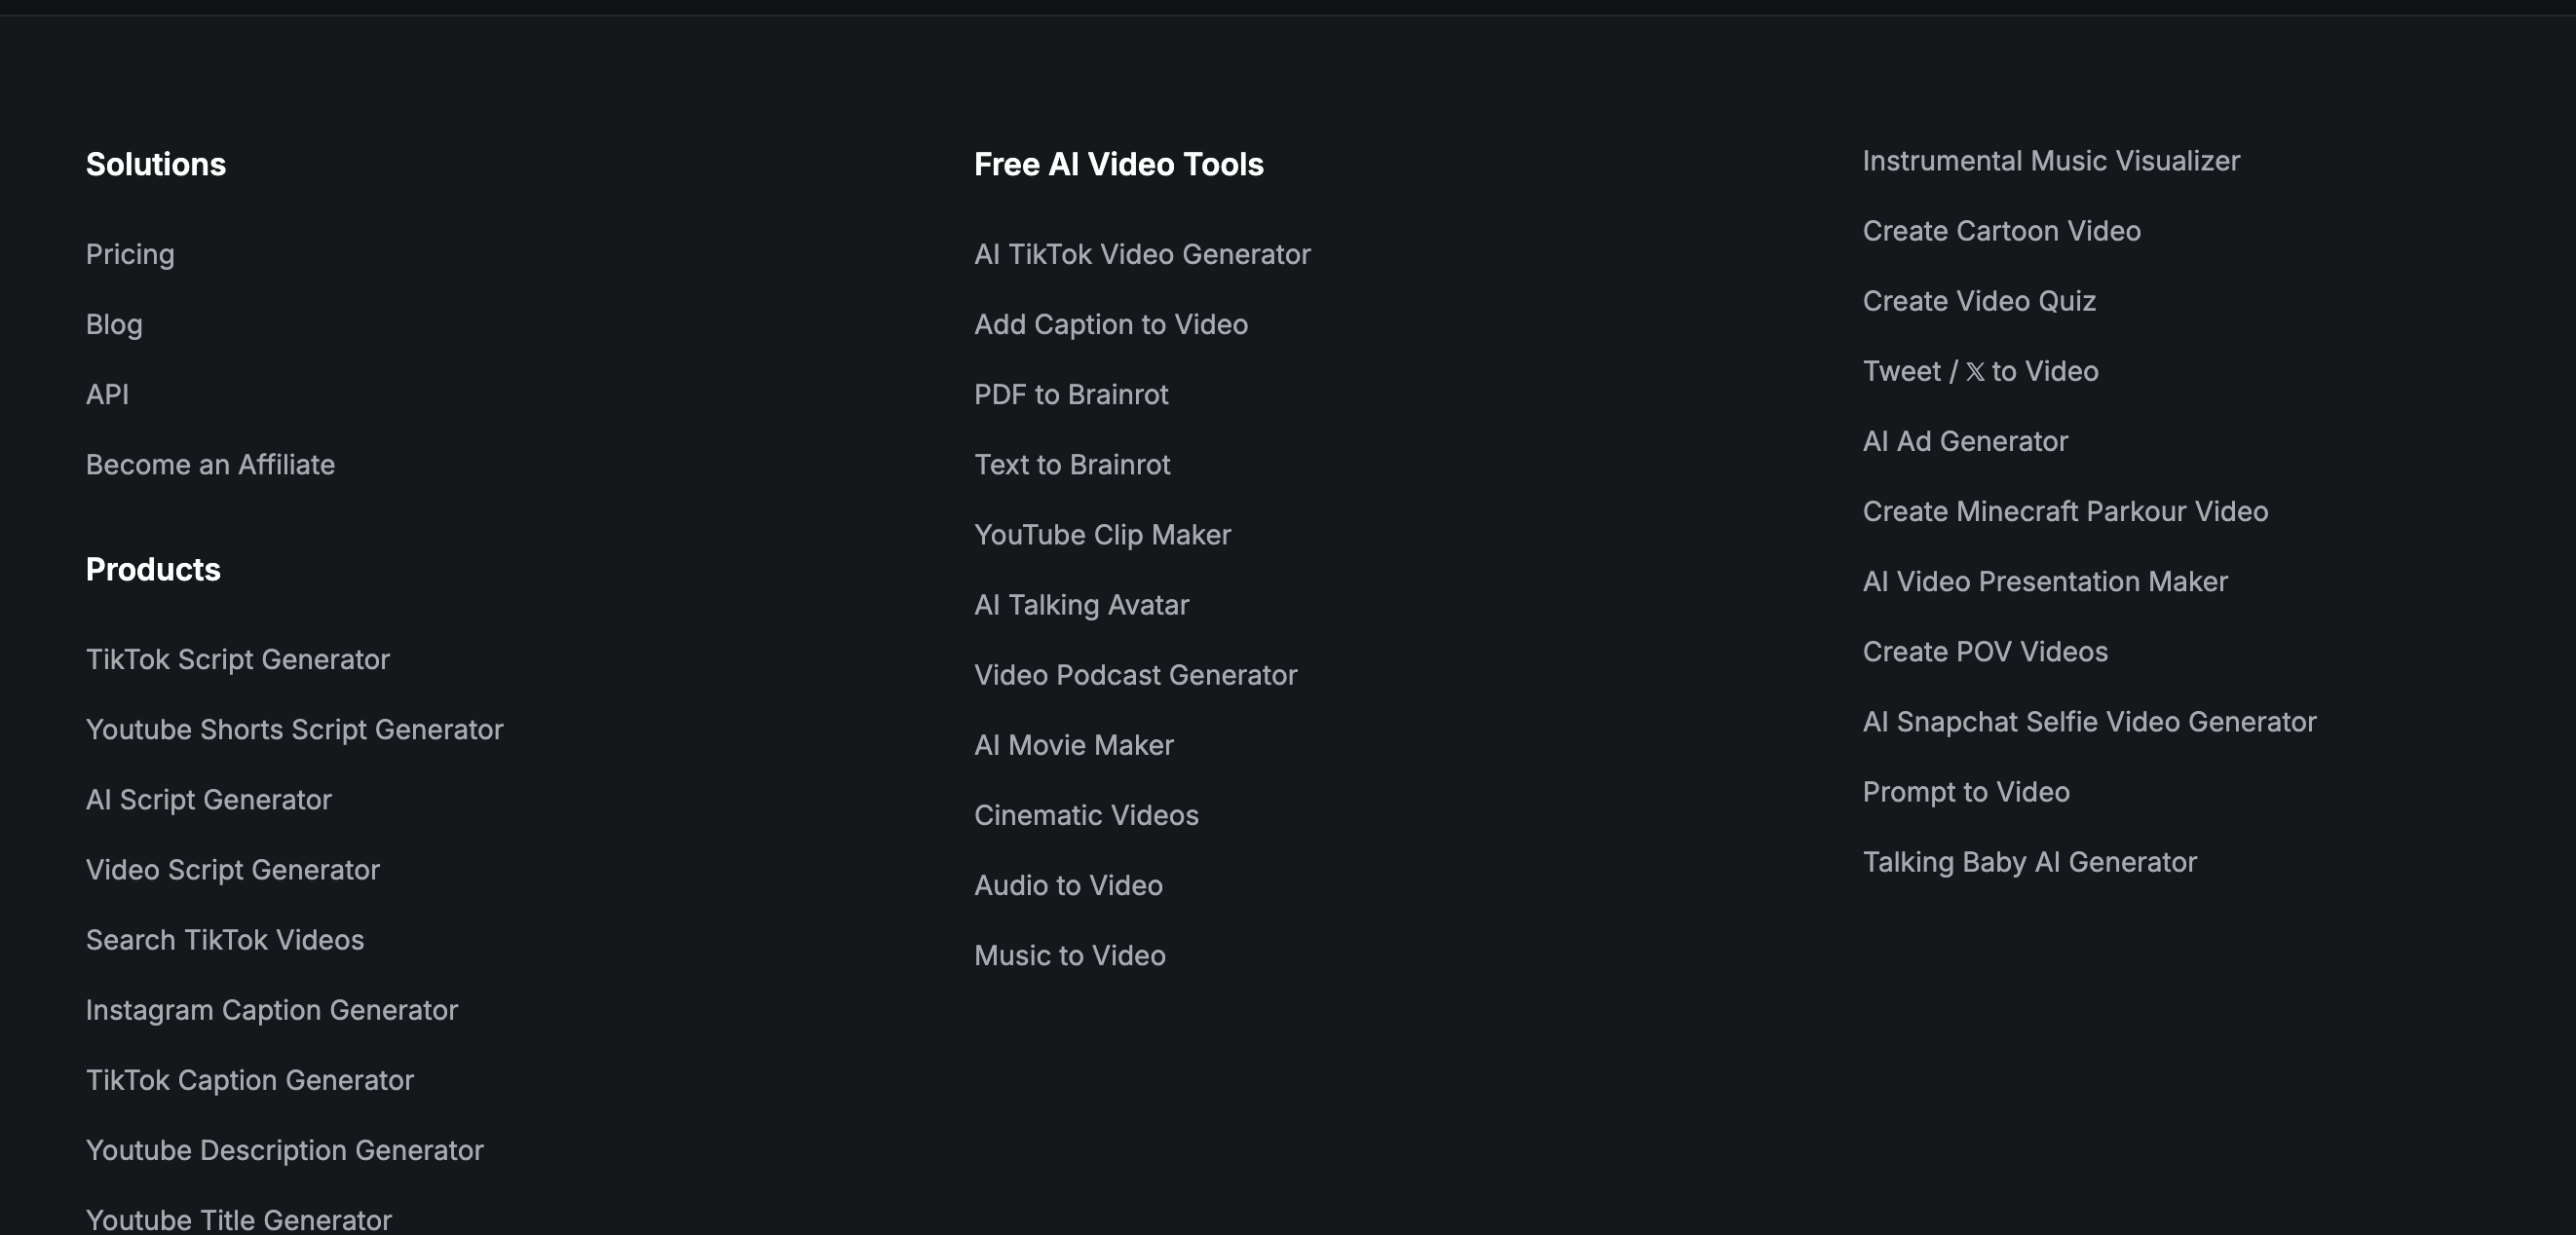 Solutions
Pricing
Blog
API
Become an Affiliate
Products
TikTok Script Generator
Youtube Shorts Script Generator
AI Script Generator
Video Script Generator
Search TikTok Videos
Instagram Caption Generator
TikTok Caption Generator
Youtube Description Generator
Youtube Title Generator
Free AI Video Tools
AI TikTok Video Generator
Add Caption to Video
PDF to Brainrot
Text to Brainrot
YouTube Clip Maker
AI Talking Avatar
Video Podcast Generator
AI Movie Maker
Cinematic Videos
Audio to Video
Music to Video
Instrumental Music Visualizer
Create Cartoon Video
Create Video Quiz
Tweet / 𝕏 to Video
AI Ad Generator
Create Minecraft Parkour Video
AI Video Presentation Maker
Create POV Videos
AI Snapchat Selfie Video Generator
Prompt to Video
Talking Baby AI Generator